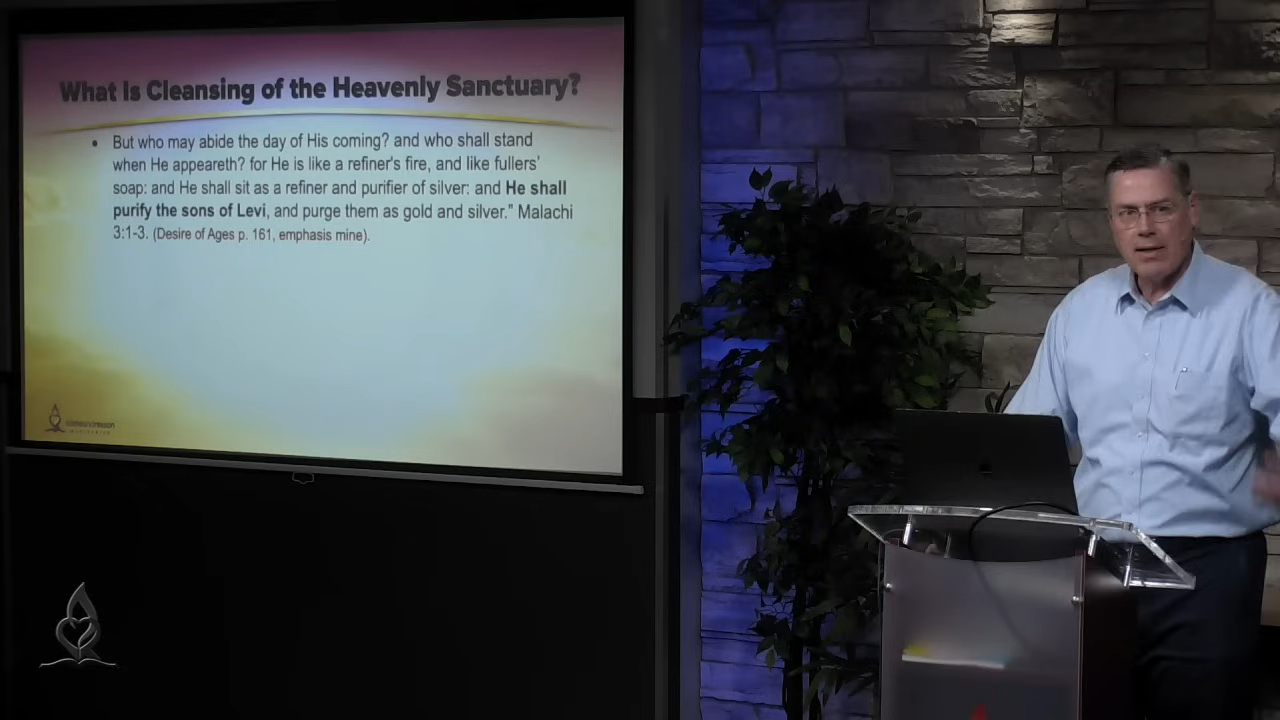 What Is Cleansing of the Heavenly Sanctuary?
• But who may abide the day of His coming? and who shall stand
when He appeareth? for He is like a refiner's fire, and like fullers'
soap: and He shall sit as a refiner and purifier of silver: and He shall
purify the sons of Levi, and purge them as gold and silver." Malachi
3:1-3. (Desire of Ages p. 161, emphasis mine).